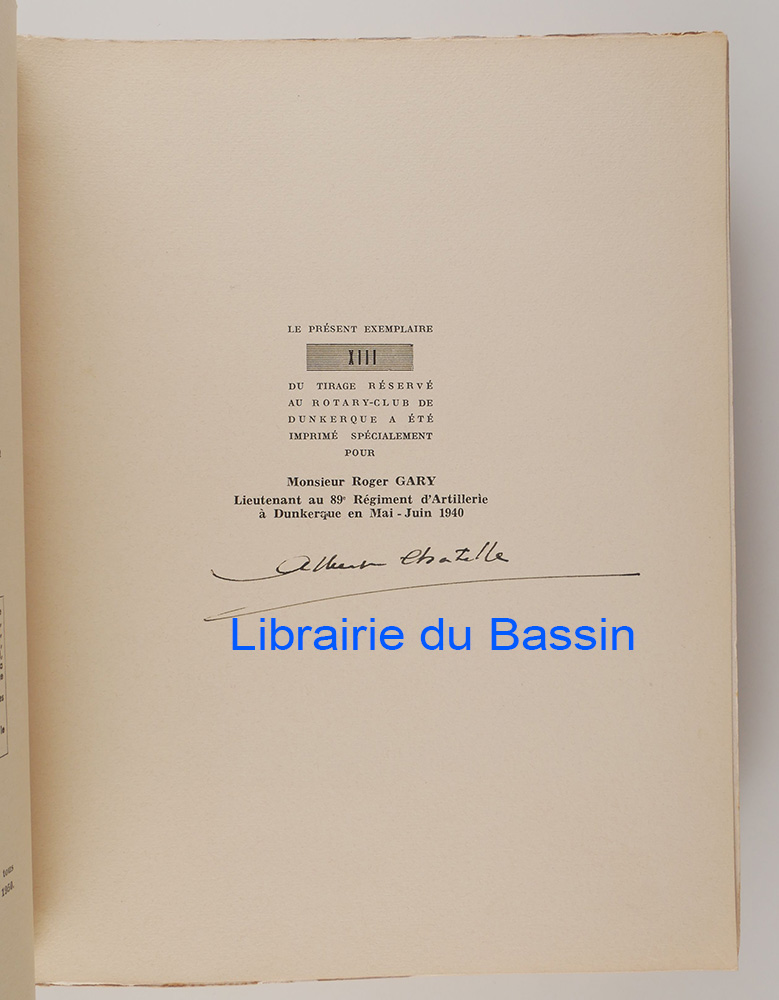 LE PRÉSENT EXEMPLAIRE
XIII
DU TIRAGE RÉSERVÉ
AU ROTARY-CLUB DE
DUNKERQUE A ÉTÉ
IMPRIMÉ SPÉCIALEMENT
POUR
Monsieur Roger GARY
Lieutenant au 89e Régiment d'Artillerie
à Dunkerque en Mai - Juin 1940
Albert Chatelle
Librairie du Bassin
tours